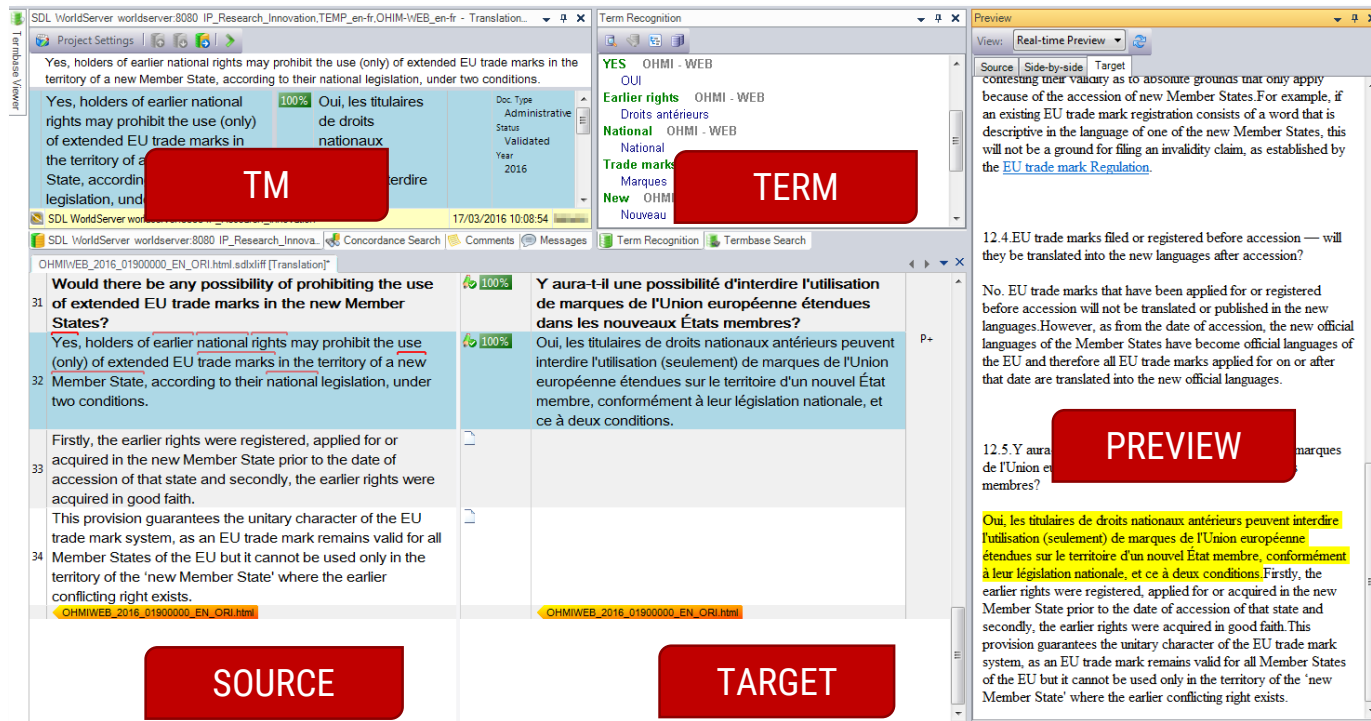 SDL WorldServer worldserver:8080 IP_Research_Innovation,TEMP_en-fr,OHIM-WEB_en-fr - Translation...
Project Settings
Termbase Viewer
Yes, holders of earlier national rights may prohibit the use (only) of extended EU trade marks in the
territory of a new Member State, according to their national legislation, under two conditions.
Yes, holders of earlier national
rights may prohibit the use (only)
of extended EU trade marks in
the territory of a
State, accordin
legislation, und
100%
Oui, les titulaires
de droits
nationaux
terdire
Doc. Type
Administrative
Status
Validated
Year
2016
TM
SDL WorldServer 17/03/2016 10:08:54
SDL WorldServer worldserver:8080 IP_Research_Innova..
Concordance Search
Comments
Messages
Term Recognition
YES OHMI - WEB
OUI
Earlier rights OHMI - WEB
Droits antérieurs
National OHMI - WEB
National
Trade marks
Marques
New OHMI
Nouveau
TERM
Term Recognition
Termbase Search
OHMIWEB_2016_01900000_EN_ORI.html.sdlxliff [Translation]*
31
Would there be any possibility of prohibiting the use
of extended EU trade marks in the new Member
States?
100%
Y aura-t-il une possibilité d'interdire l'utilisation
de marques de l'Union européenne étendues
dans les nouveaux États membres?
32
Yes, holders of earlier national rights may prohibit the use
(only) of extended EU trade marks in the territory of a new
Member State, according to their national legislation, under
two conditions.
100%
Oui, les titulaires de droits nationaux antérieurs peuvent
interdire l'utilisation (seulement) de marques de l'Union
européenne étendues sur le territoire d'un nouvel État
membre, conformément à leur législation nationale, et
ce à deux conditions.
P+
33
Firstly, the earlier rights were registered, applied for or
acquired in the new Member State prior to the date of
accession of that state and secondly, the earlier rights were
acquired in good faith.
34
This provision guarantees the unitary character of the EU
trade mark system, as an EU trade mark remains valid for all
Member States of the EU but it cannot be used only in the
territory of the ‘new Member State' where the earlier
conflicting right exists.
OHMIWEB_2016_01900000_EN_ORI.html
OHMIWEB_2016_01900000_EN_ORI.html
SOURCE
TARGET
Preview
View: Real-time Preview
Source Side-by-side Target
contesting their validity as to absolute grounds that only apply
because of the accession of new Member States.For example, if
an existing EU trade mark registration consists of a word that is
descriptive in the language of one of the new Member States, this
will not be a ground for filing an invalidity claim, as established by
the EU trade mark Regulation.
12.4.EU trade marks filed or registered before accession — will
they be translated into the new languages after accession?
No. EU trade marks that have been applied for or registered
before accession will not be translated or published in the new
languages.However, as from the date of accession, the new official
languages of the Member States have become official languages of
the EU and therefore all EU trade marks applied for on or after
that date are translated into the new official languages.
PREVIEW
12.5.Y aura marques
de l'Union e
membres?
Oui, les titulaires de droits nationaux antérieurs peuvent interdire
l'utilisation (seulement) de marques de l'Union européenne
étendues sur le territoire d'un nouvel État membre, conformément
à leur législation nationale, et ce à deux conditions.Firstly, the
earlier rights were registered, applied for or acquired in the new
Member State prior to the date of accession of that state and
secondly, the earlier rights were acquired in good faith.This
provision guarantees the unitary character of the EU trade mark
system, as an EU trade mark remains valid for all Member States
of the EU but it cannot be used only in the territory of the ‘new
Member State' where the earlier conflicting right exists.